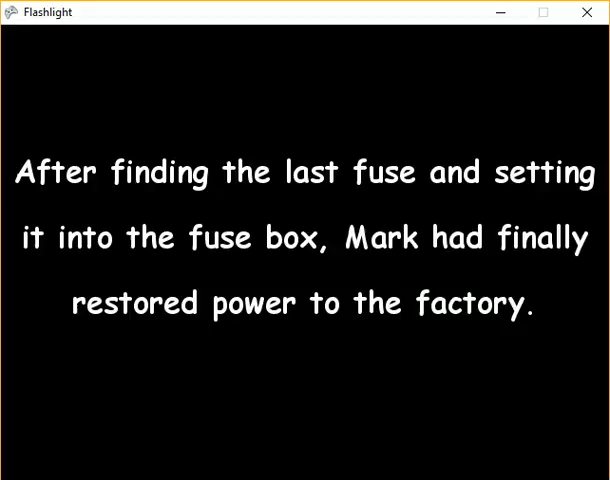 Flashlight
After finding the last fuse and setting
it into the fuse box, Mark had finally
restored power to the factory.